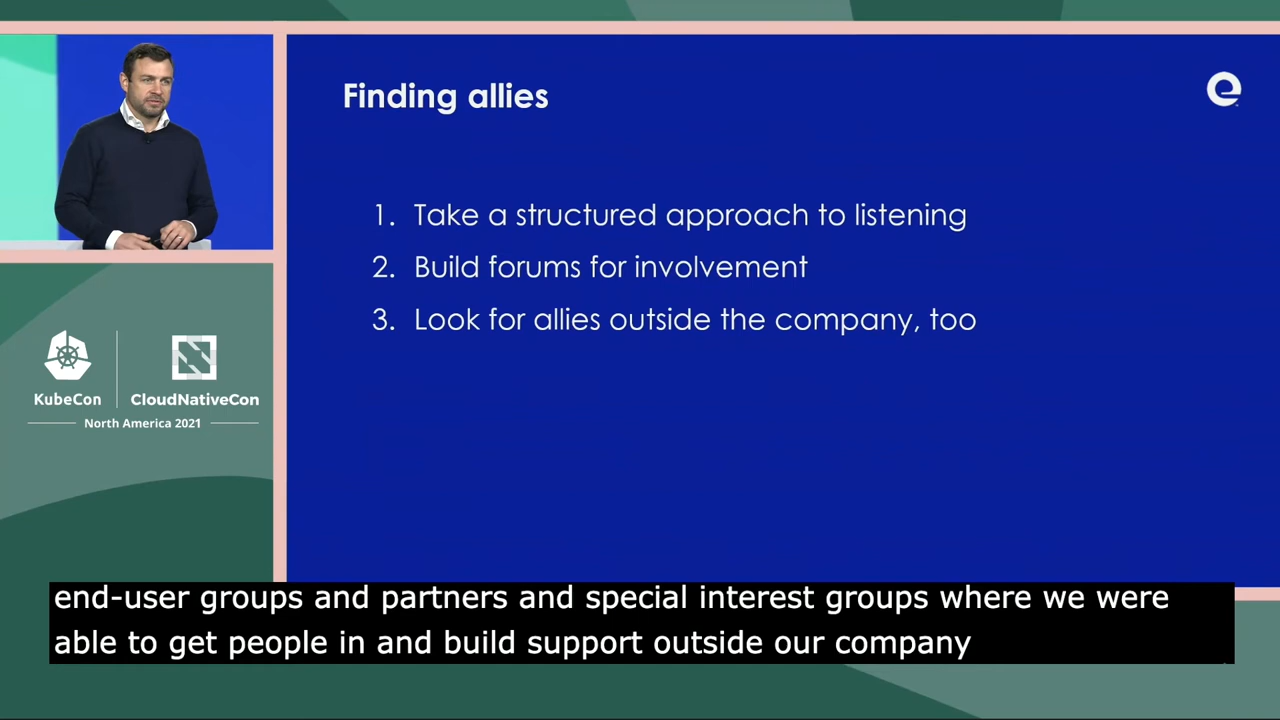 Finding allies
1. Take a structured approach to listening
2. Build forums for involvement
3. Look for allies outside the company, too
KubeCon
CloudNativeCon
North America 2021
end-user groups and partners and special interest groups where we were
able to get people in and build support outside our company